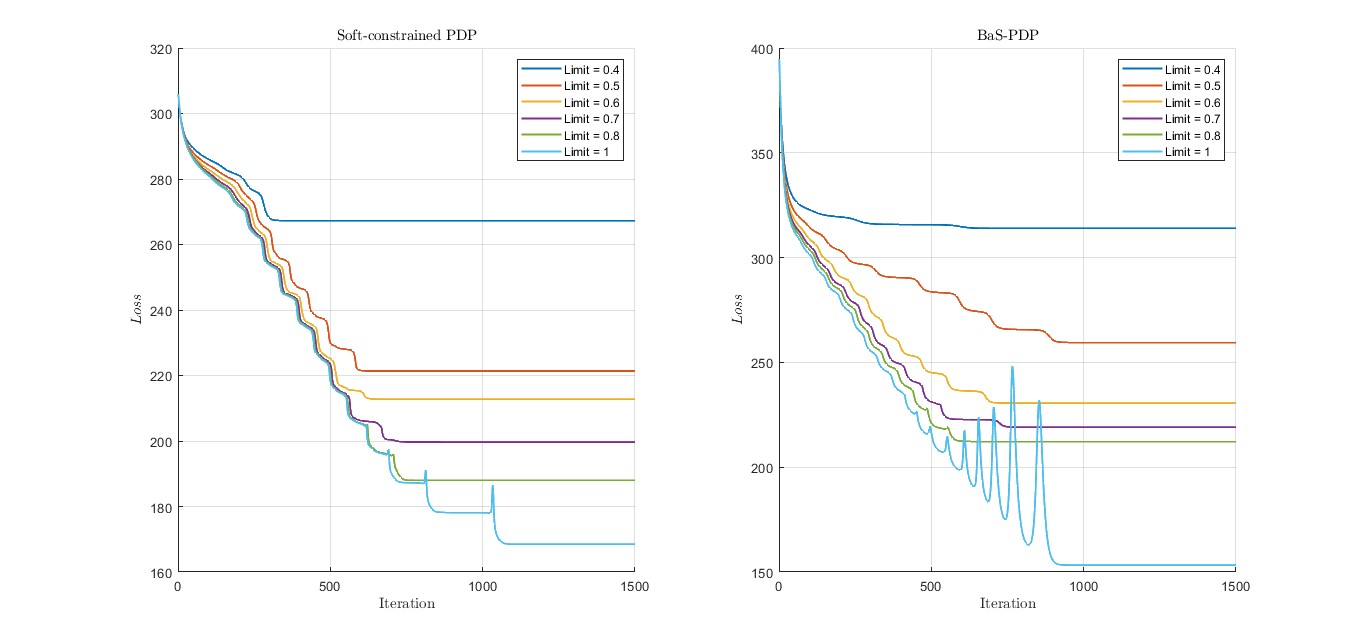 Soft-constrained PDP
320
300
280
260
240
220
200
180
160
Loss
0
500
1000
1500
Iteration
Limit = 0.4
Limit = 0.5
Limit = 0.6
Limit = 0.7
Limit = 0.8
Limit = 1
BaS-PDP
400
350
300
250
200
150
Loss
0
500
1000
1500
Iteration
Limit = 0.4
Limit = 0.5
Limit = 0.6
Limit = 0.7
Limit = 0.8
Limit = 1